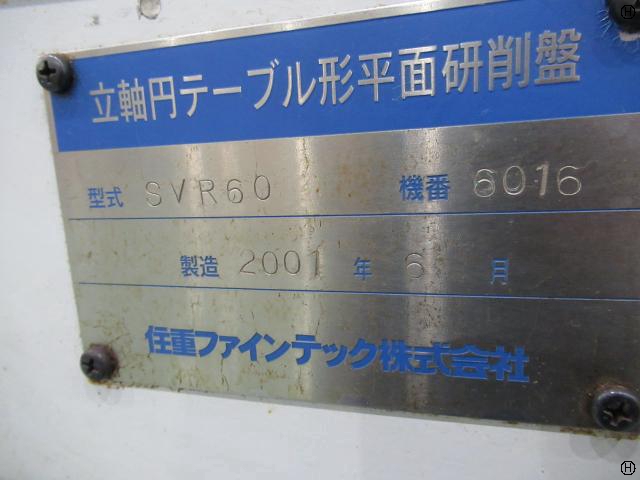 立軸円テーブル形平面研削盤
型式 SVR60 機番 6016
製造 2001 年 6 月
住重ファインテック株式会社
H
H